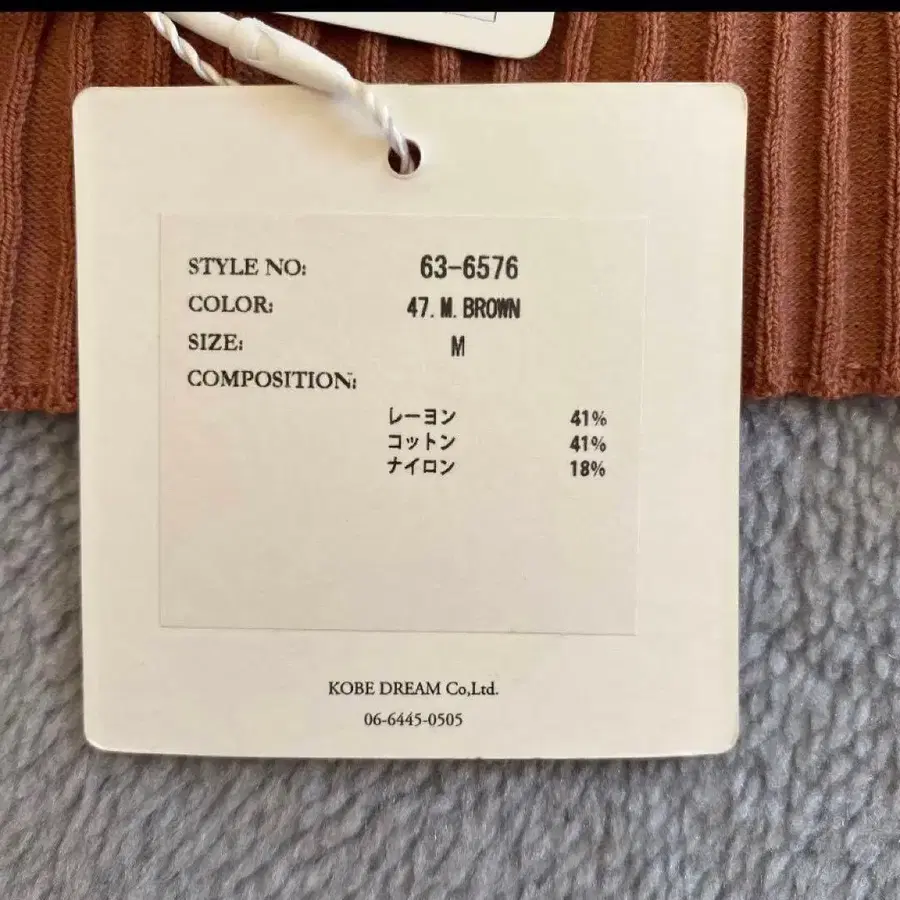 STYLE NO: 63-6576
COLOR: 47. M. BROWN
SIZE: M
COMPOSITION:
レーヨン 41%
コットン 41%
ナイロン 18%
KOBE DREAM Co,Ltd.
06-6445-0505